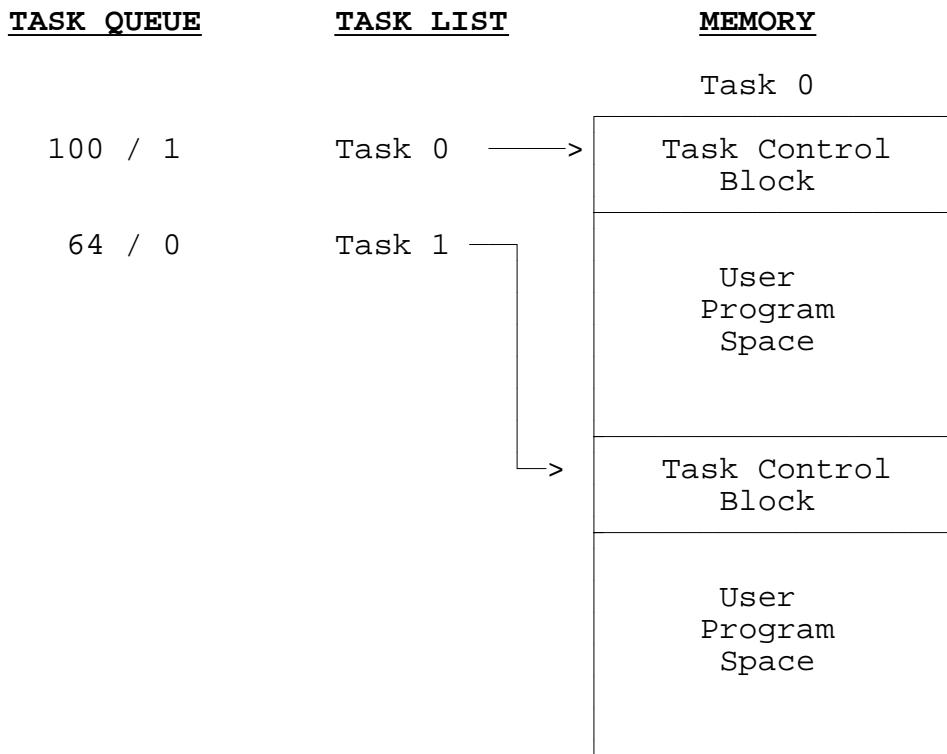 TASK QUEUE TASK LIST MEMORY
Task 0
100 / 1 Task 0 > Task Control
Block
64 / 0 Task 1
User
Program
Space
> Task Control
Block
User
Program
Space